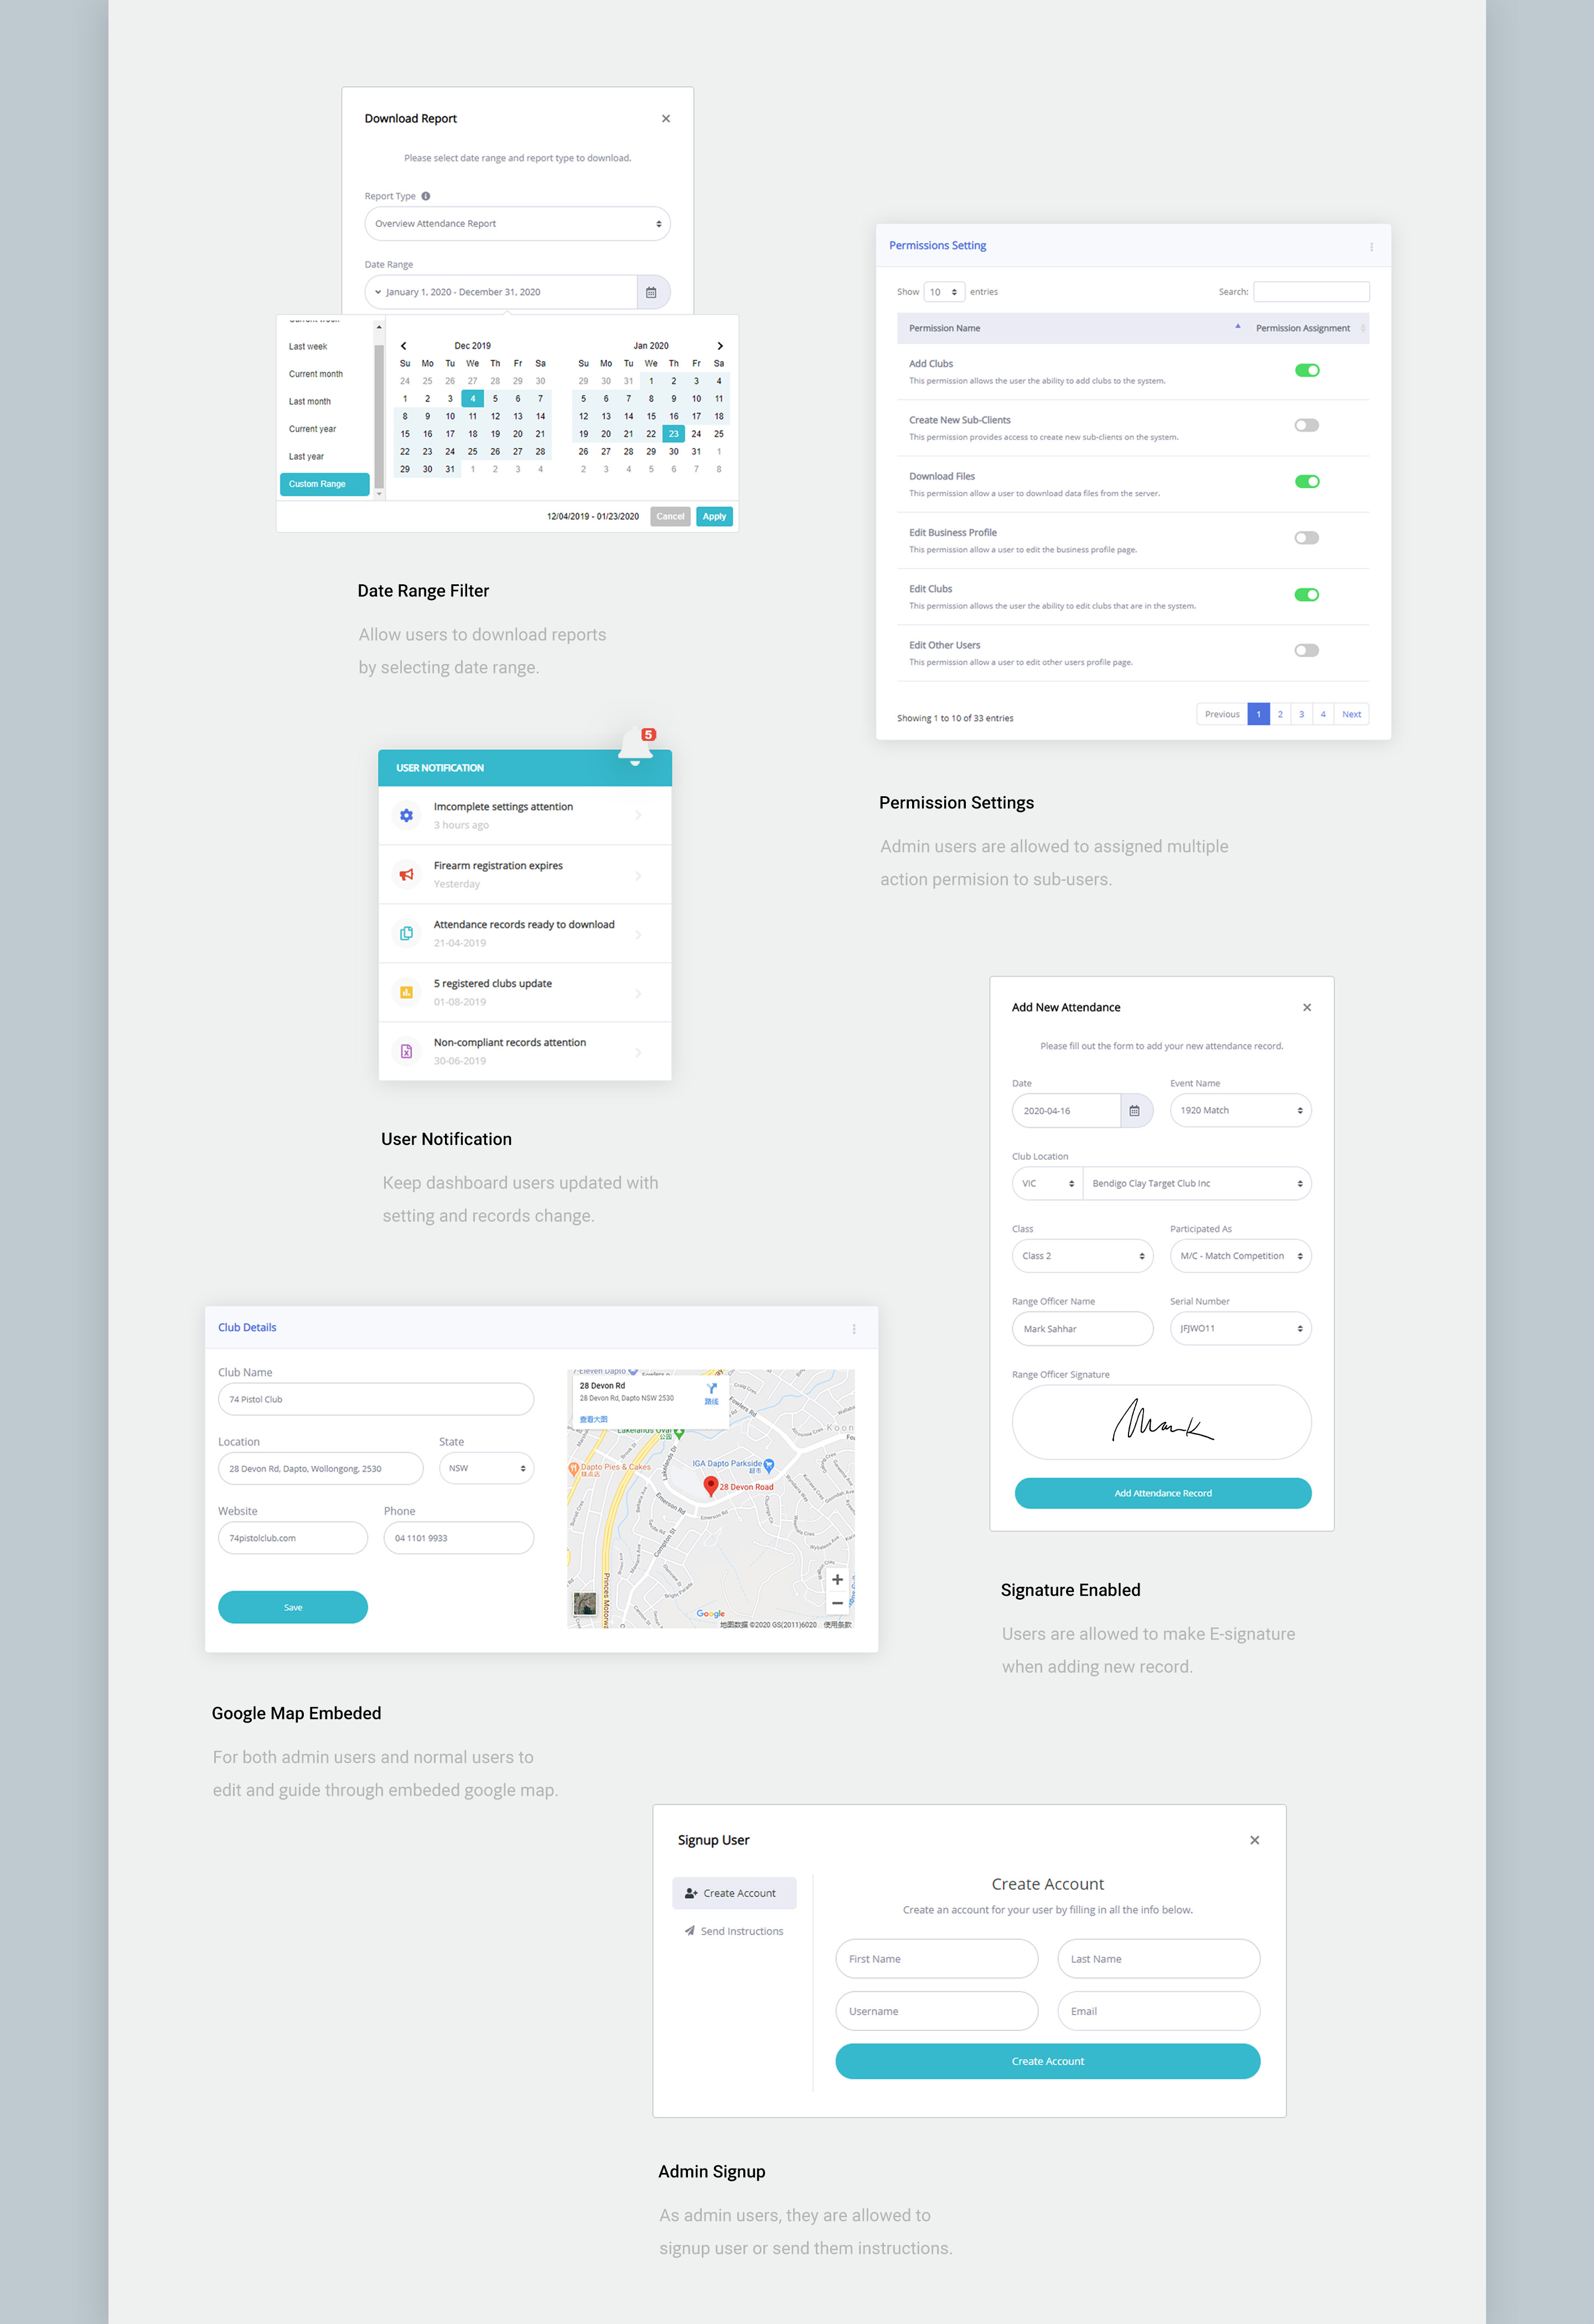 Download Report
Please select date range and report type to download.
Report Type
Overview Attendance Report
Date Range
January 1, 2020 - December 31, 2020
Last week
Current month
Last month
Current year
Last year
Custom Range
Dec 2019
Su Mo Tu We Th Fr Sa
24 25 26 27 28 29 30
1 2 3 4 5 6 7
8 9 10 11 12 13 14
15 16 17 18 19 20 21
22 23 24 25 26 27 28
29 30 31 1 2 3 4
Jan 2020
Su Mo Tu We Th Fr Sa
29 30 31 1 2 3 4
5 6 7 8 9 10 11
12 13 14 15 16 17 18
19 20 21 22 23 24 25
26 27 28 29 30 31 1
2 3 4 5 6 7 8
12/04/2019 - 01/23/2020 Cancel Apply
Date Range Filter
Allow users to download reports
by selecting date range.
Permissions Setting
Show 10 entries Search:
Permission Name Permission Assignment
Add Clubs
This permission allows the user the ability to add clubs to the system.
Create New Sub-Clients
This permission provides access to create new sub-clients on the system.
Download Files
This permission allow a user to download data files from the server.
Edit Business Profile
This permission allow a user to edit the business profile page.
Edit Clubs
This permission allows the user the ability to edit clubs that are in the system.
Edit Other Users
This permission allow a user to edit other users profile page.
Showing 1 to 10 of 33 entries Previous 1 2 3 4 Next
Permission Settings
Admin users are allowed to assigned multiple
action permision to sub-users.
5
USER NOTIFICATION
Imcomplete settings attention
3 hours ago
Firearm registration expires
Yesterday
Attendance records ready to download
21-04-2019
5 registered clubs update
01-08-2019
Non-compliant records attention
30-06-2019
User Notification
Keep dashboard users updated with
setting and records change.
Add New Attendance
Please fill out the form to add your new attendance record.
Date Event Name
2020-04-16 1920 Match
Club Location
VIC Bendigo Clay Target Club Inc
Class Participated As
Class 2 M/C - Match Competition
Range Officer Name Serial Number
Mark Sahhar JFJWO11
Range Officer Signature
Mark
Add Attendance Record
Signature Enabled
Users are allowed to make E-signature
when adding new record.
Club Details
Club Name
74 Pistol Club
Location State
28 Devon Rd, Dapto, Wollongong, 2530 NSW
Website Phone
74pistolclub.com 04 1101 9933
Save
7-Eleven Dapto
28 Devon Rd
28 Devon Rd, Dapto NSW 2530
路线
查看大图
Lakelands Oval
公园
Fowlers Rd
Koon
Lakelands Dr
Dapto Pies & Cakes
糕点店
IGA Dapto Parkside
超市
28 Devon Road
Emerson Rd
Emerson Rd
Compton St
Princes Motorw
Google
地图数据 ©2020 GS(2011)6020 使用条款
Google Map Embeded
For both admin users and normal users to
edit and guide through embeded google map.
Signup User
Create Account
Send Instructions
Create Account
Create an account for your user by filling in all the info below.
First Name Last Name
Username Email
Create Account
Admin Signup
As admin users, they are allowed to
signup user or send them instructions.